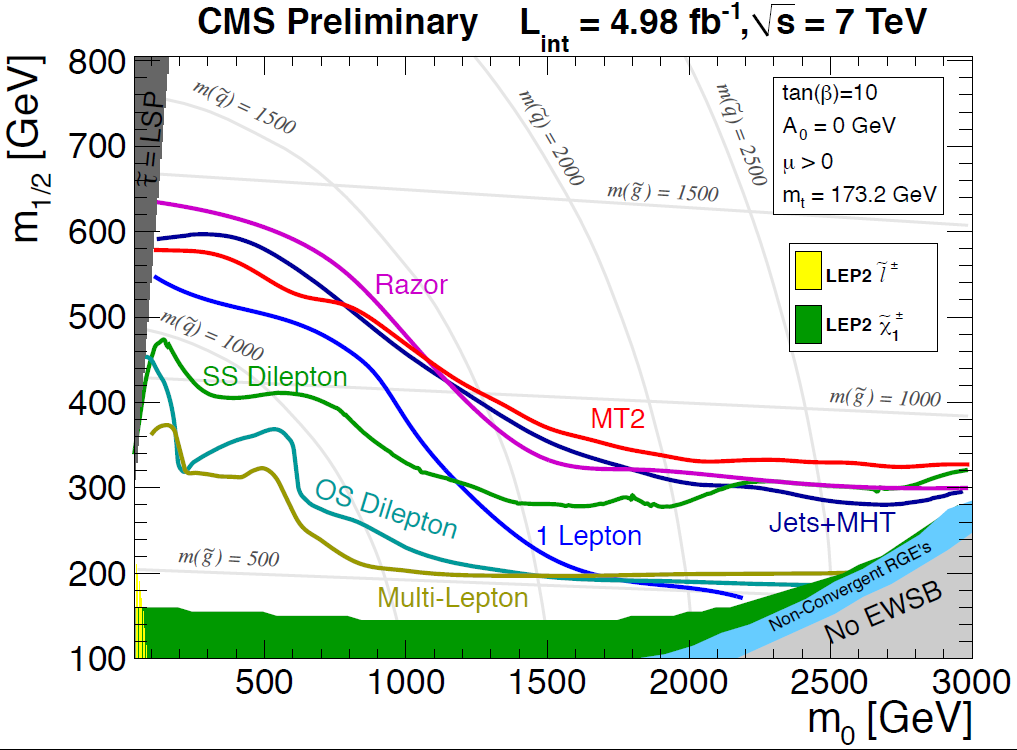 CMS Preliminary L_int = 4.98 fb⁻¹, √s = 7 TeV
m_1/2 [GeV]
800
700
600
500
400
300
200
100
500
1000
1500
2000
2500
3000
m_0 [GeV]
τ̃ = LSP
m(q̃) = 1500
m(q̃) = 2000
m(q̃) = 2500
m(g̃) = 1500
tan(β)=10
A_0 = 0 GeV
μ > 0
m_t = 173.2 GeV
LEP2 l̃ ±
LEP2 χ̃_1 ±
Razor
m(q̃) = 1000
SS Dilepton
m(g̃) = 1000
MT2
OS Dilepton
1 Lepton
Jets+MHT
m(g̃) = 500
Multi-Lepton
Non-Convergent RGE's
No EWSB